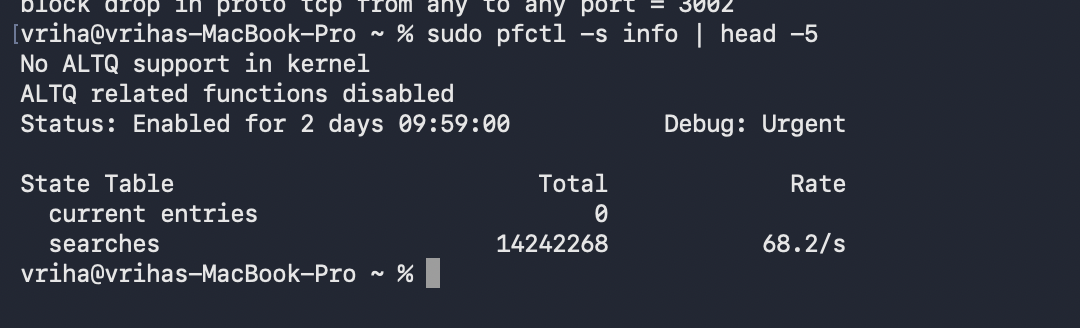 block drop in proto tcp from any to any port = 3002
[vriha@vrihas-MacBook-Pro ~ % sudo pfctl -s info | head -5
No ALTQ support in kernel
ALTQ related functions disabled
Status: Enabled for 2 days 09:59:00 Debug: Urgent
State Table Total Rate
current entries 0
searches 14242268 68.2/s
vriha@vrihas-MacBook-Pro ~ %